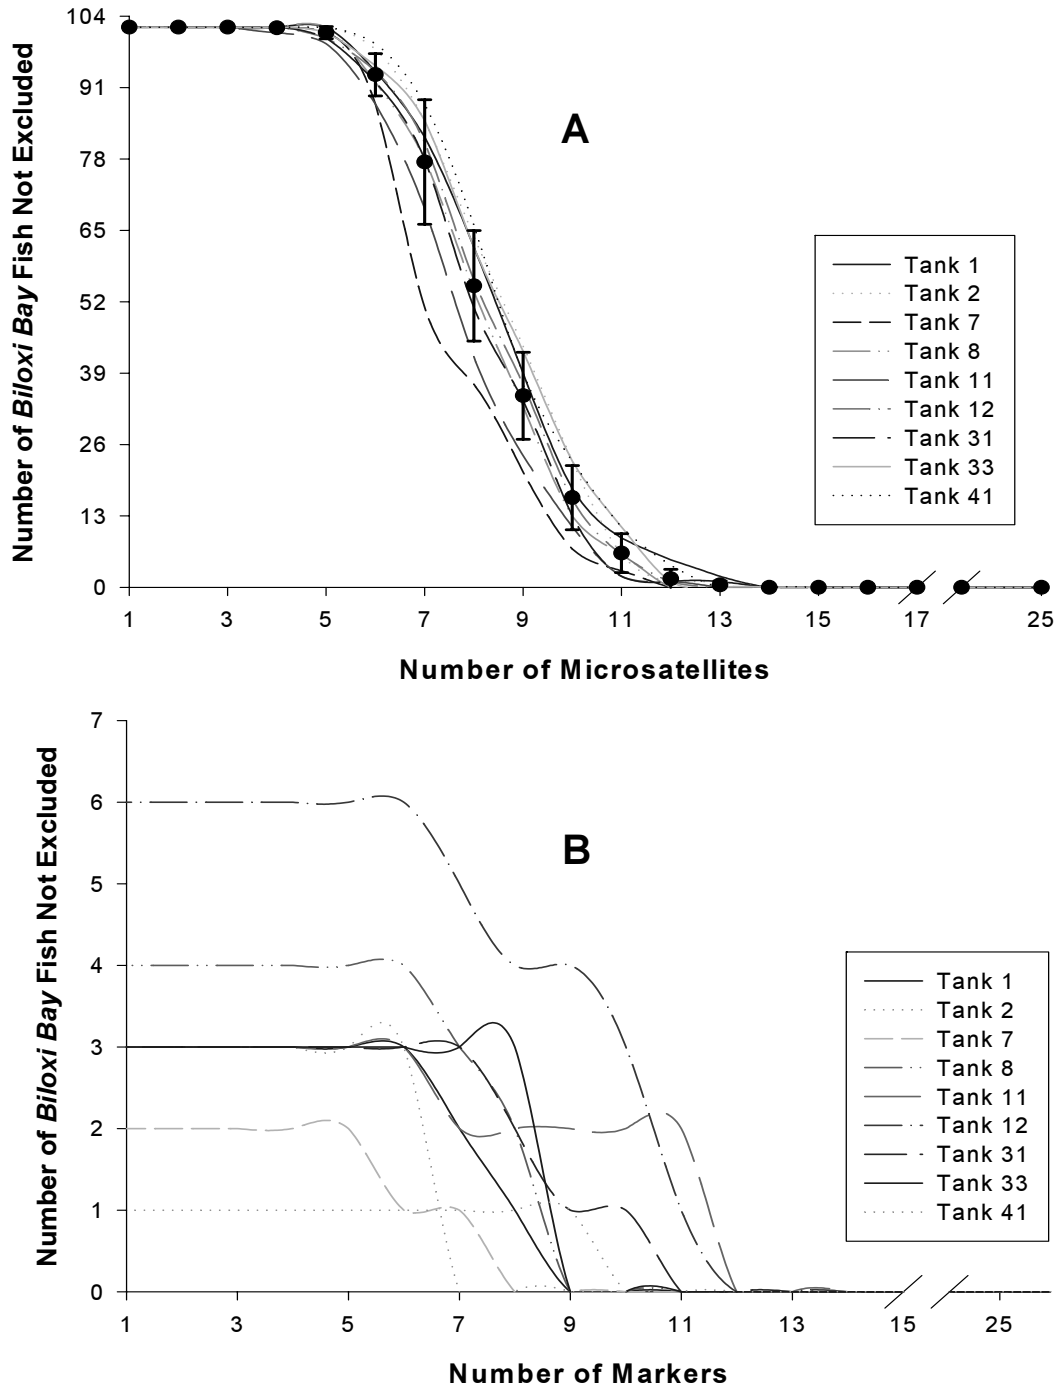 104
91
78
65
52
39
26
13
0
Number of Biloxi Bay Fish Not Excluded
A
Tank 1
Tank 2
Tank 7
Tank 8
Tank 11
Tank 12
Tank 31
Tank 33
Tank 41
1 3 5 7 9 11 13 15 17 25
Number of Microsatellites
7
6
5
4
3
2
1
0
Number of Biloxi Bay Fish Not Excluded
B
Tank 1
Tank 2
Tank 7
Tank 8
Tank 11
Tank 12
Tank 31
Tank 33
Tank 41
1 3 5 7 9 11 13 15 25
Number of Markers